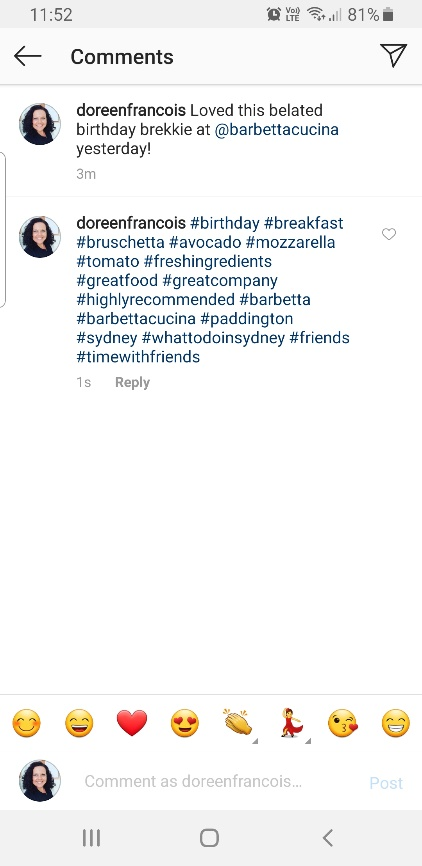 11:52 Vo)) LTE 81%
Comments
doreenfrancois Loved this belated
birthday brekkie at @barbettacucina
yesterday!
3m
doreenfrancois #birthday #breakfast
#bruschetta #avocado #mozzarella
#tomato #freshingredients
#greatfood #greatcompany
#highlyrecommended #barbetta
#barbettacucina #paddington
#sydney #whattodoinsydney #friends
#timewithfriends
1s Reply
Comment as doreenfrancois... Post